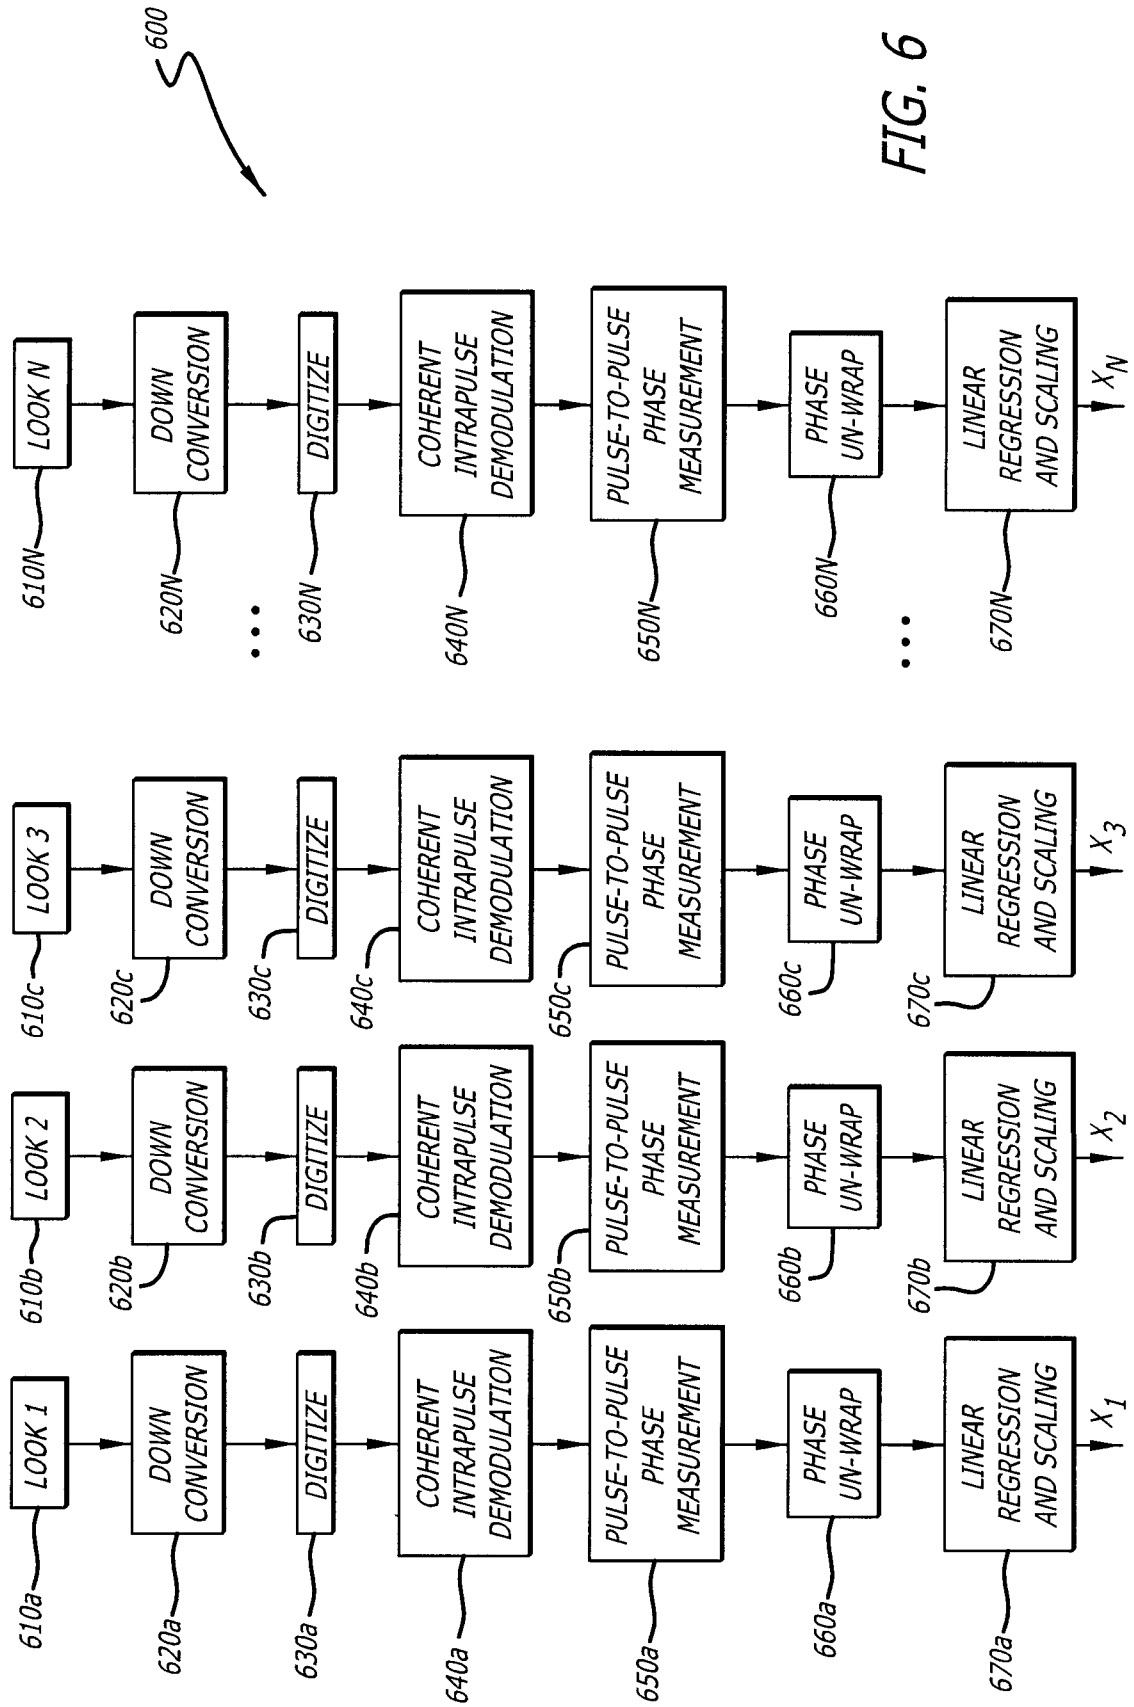 600
LOOK 1
LOOK 2
LOOK 3
LOOK N
610a
610b
610c
610N
DOWN
CONVERSION
DOWN
CONVERSION
DOWN
CONVERSION
DOWN
CONVERSION
620a
620b
620c
620N
DIGITIZE
DIGITIZE
DIGITIZE
DIGITIZE
630a
630b
630c
630N
COHERENT
INTRAPULSE
DEMODULATION
COHERENT
INTRAPULSE
DEMODULATION
COHERENT
INTRAPULSE
DEMODULATION
COHERENT
INTRAPULSE
DEMODULATION
640a
640b
640c
640N
PULSE-TO-PULSE
PHASE
MEASUREMENT
PULSE-TO-PULSE
PHASE
MEASUREMENT
PULSE-TO-PULSE
PHASE
MEASUREMENT
PULSE-TO-PULSE
PHASE
MEASUREMENT
650a
650b
650c
650N
PHASE
UN-WRAP
PHASE
UN-WRAP
PHASE
UN-WRAP
PHASE
UN-WRAP
660a
660b
660c
660N
LINEAR
REGRESSION
AND SCALING
LINEAR
REGRESSION
AND SCALING
LINEAR
REGRESSION
AND SCALING
LINEAR
REGRESSION
AND SCALING
670a
670b
670c
670N
X1
X2
X3
XN
... 
...
FIG. 6